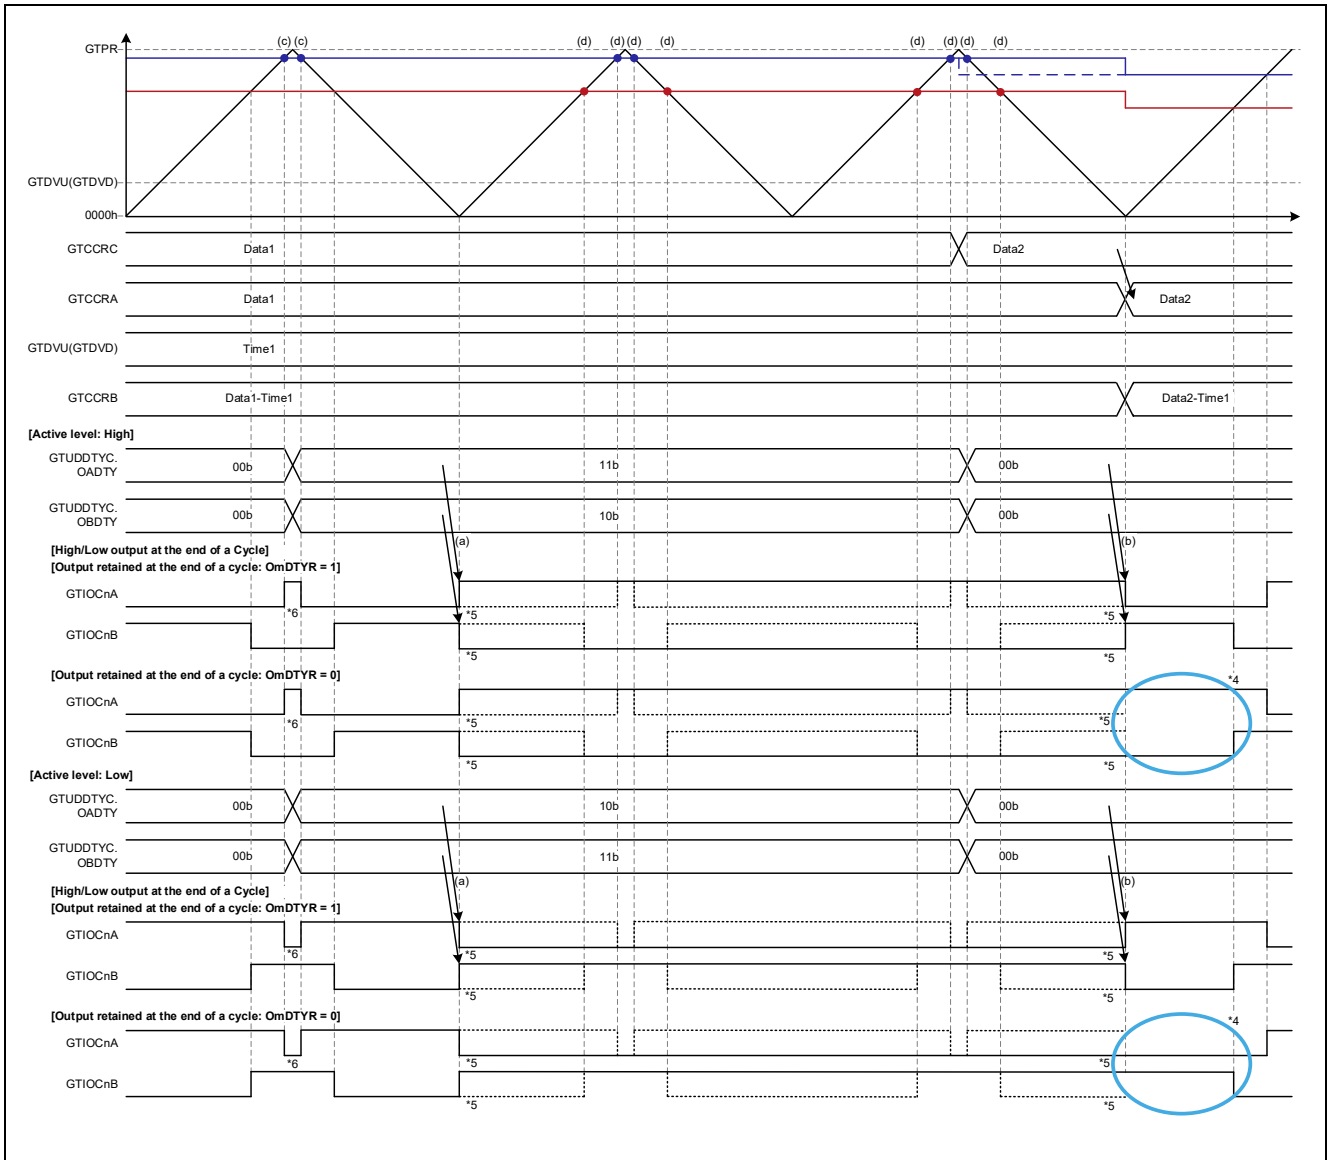 (c) (c) (d) (d) (d) (d) (d) (d) (d) (d)
GTPR
GTDVU(GTDVD)
0000h
GTCCRC Data1 Data2
GTCCRA Data1 Data2
GTDVU(GTDVD) Time1
GTCCRB Data1-Time1 Data2-Time1
[Active level: High]
GTUDDTYC.
OADTY 00b 11b 00b
GTUDDTYC.
OBDTY 00b 10b 00b
(a) (b)
[High/Low output at the end of a Cycle]
[Output retained at the end of a cycle: OmDTYR = 1]
GTIOCnA *6 *5 *5
GTIOCnB *5 *5
[Output retained at the end of a cycle: OmDTYR = 0] *4
GTIOCnA *6 *5 *5
GTIOCnB *5 *5
[Active level: Low]
GTUDDTYC.
OADTY 00b 10b 00b
GTUDDTYC.
OBDTY 00b 11b 00b
(a) (b)
[High/Low output at the end of a Cycle]
[Output retained at the end of a cycle: OmDTYR = 1]
GTIOCnA *6 *5 *5
GTIOCnB *5 *5
[Output retained at the end of a cycle: OmDTYR = 0] *4
GTIOCnA *6 *5 *5
GTIOCnB *5 *5